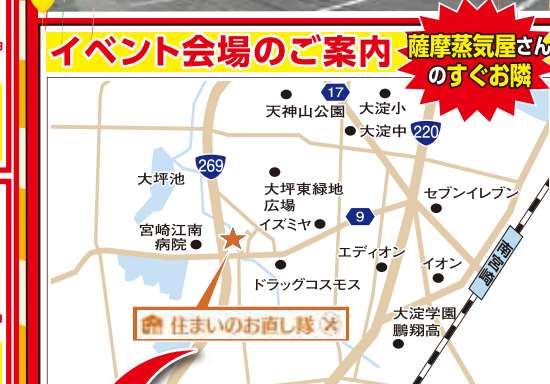 イベント会場のご案内
薩摩蒸気屋さん
のすぐお隣
17
天神山公園
大淀小
大淀中
220
269
大坪池
大坪東緑地
広場
セブンイレブン
イズミヤ
9
宮崎江南
病院
エディオン
イオン
南宮崎
ドラッグコスモス
住まいのお直し隊
大淀学園
鵬翔高